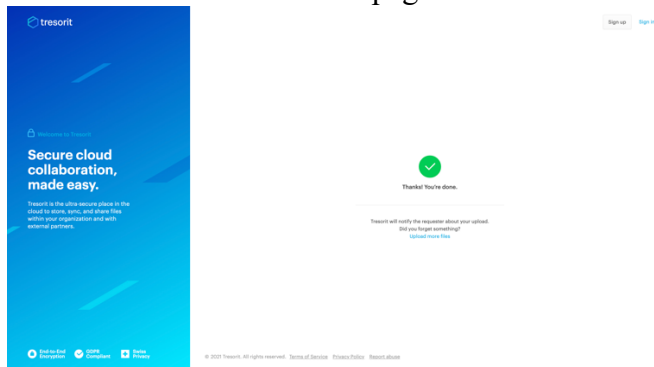 pag
tresorit
Sign up
Sign i
Welcome to Tresorit
Secure cloud
collaboration,
made easy.
Tresorit is the ultra-secure place in the
cloud to store, sync, and share files
within your organization and with
external partners.
End-to-End
Encryption
GDPR
Compliant
Swiss
Privacy
Thanks! You're done.
Tresorit will notify the requester about your upload.
Did you forget something?
Upload more files
© 2021 Tresorit. All rights reserved. Terms of Service Privacy Policy Report abuse